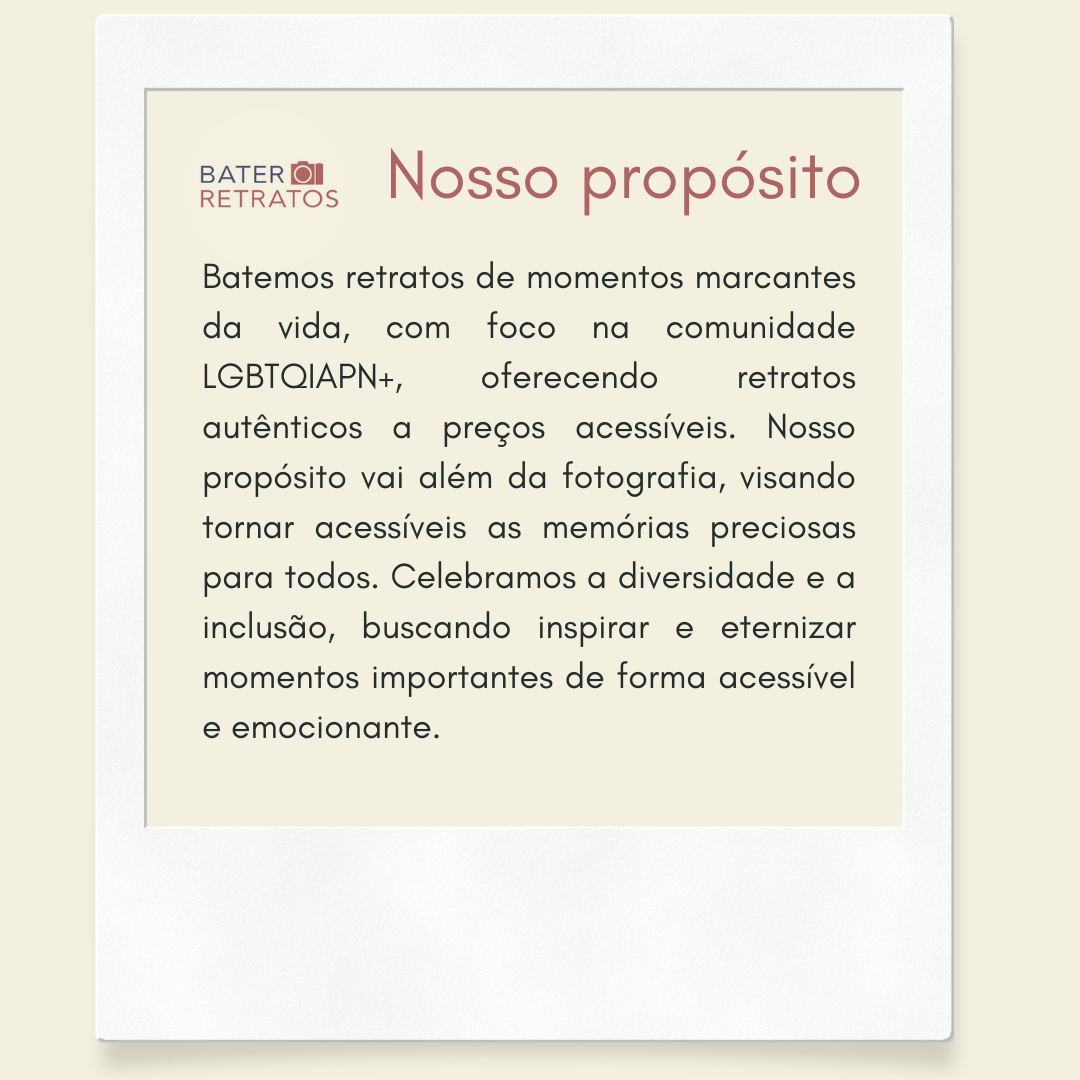 BATER
RETRATOS
Nosso propósito
Batemos retratos de momentos marcantes
da vida, com foco na comunidade
LGBTQIAPN+, oferecendo retratos
autênticos a preços acessíveis. Nosso
propósito vai além da fotografia, visando
tornar acessíveis as memórias preciosas
para todos. Celebramos a diversidade e a
inclusão, buscando inspirar e eternizar
momentos importantes de forma acessível
e emocionante.